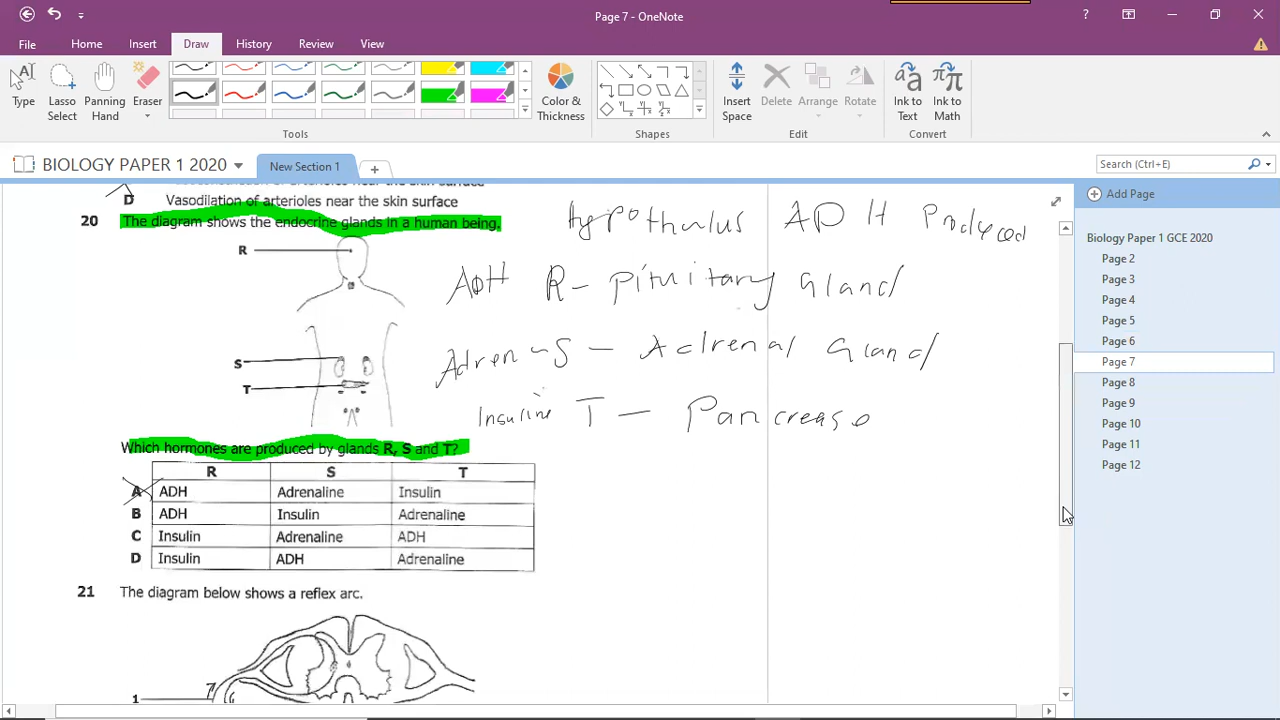 Page 7 - OneNote
File Home Insert Draw History Review View
Type Lasso Select Panning Hand Eraser Color & Thickness Insert Space Delete Arrange Rotate Ink to Text Ink to Math
Tools Shapes Edit Convert
BIOLOGY PAPER 1 2020 New Section 1 Search (Ctrl+E)
D Vasodilation of arterioles near the skin surface
20 The diagram shows the endocrine glands in a human being.
R
S
T
Hypothulus ADH Produced
ADH R- Pituitary Gland
Adren S - Adrenal Gland
Insuline T - Pancrease
Which hormones are produced by glands R, S and T?
R S T
A ADH Adrenaline Insulin
B ADH Insulin Adrenaline
C Insulin Adrenaline ADH
D Insulin ADH Adrenaline
21 The diagram below shows a reflex arc.
1
Add Page
Biology Paper 1 GCE 2020
Page 2
Page 3
Page 4
Page 5
Page 6
Page 7
Page 8
Page 9
Page 10
Page 11
Page 12